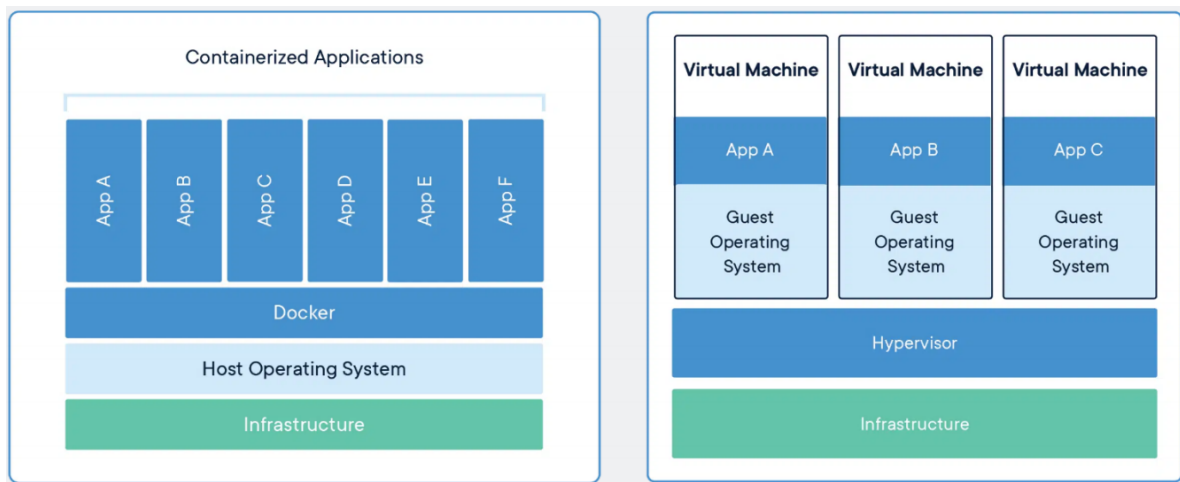 Containerized Applications
App A
App B
App C
App D
App E
App F
Docker
Host Operating System
Infrastructure
Virtual Machine
App A
Guest
Operating
System
Virtual Machine
App B
Guest
Operating
System
Virtual Machine
App C
Guest
Operating
System
Hypervisor
Infrastructure